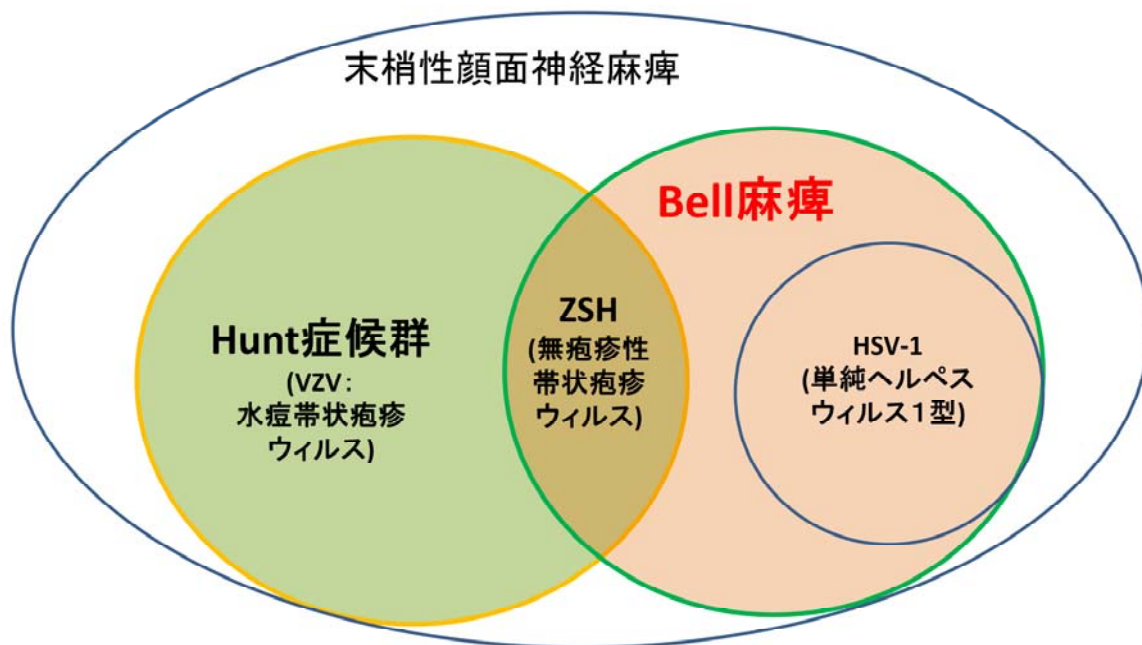 末梢性顔面神経麻痺
Bell麻痺
Hunt症候群
(VZV：
水痘帯状疱疹
ウィルス)
ZSH
(無疱疹性
帯状疱疹
ウィルス)
HSV-1
(単純ヘルペス
ウィルス１型)